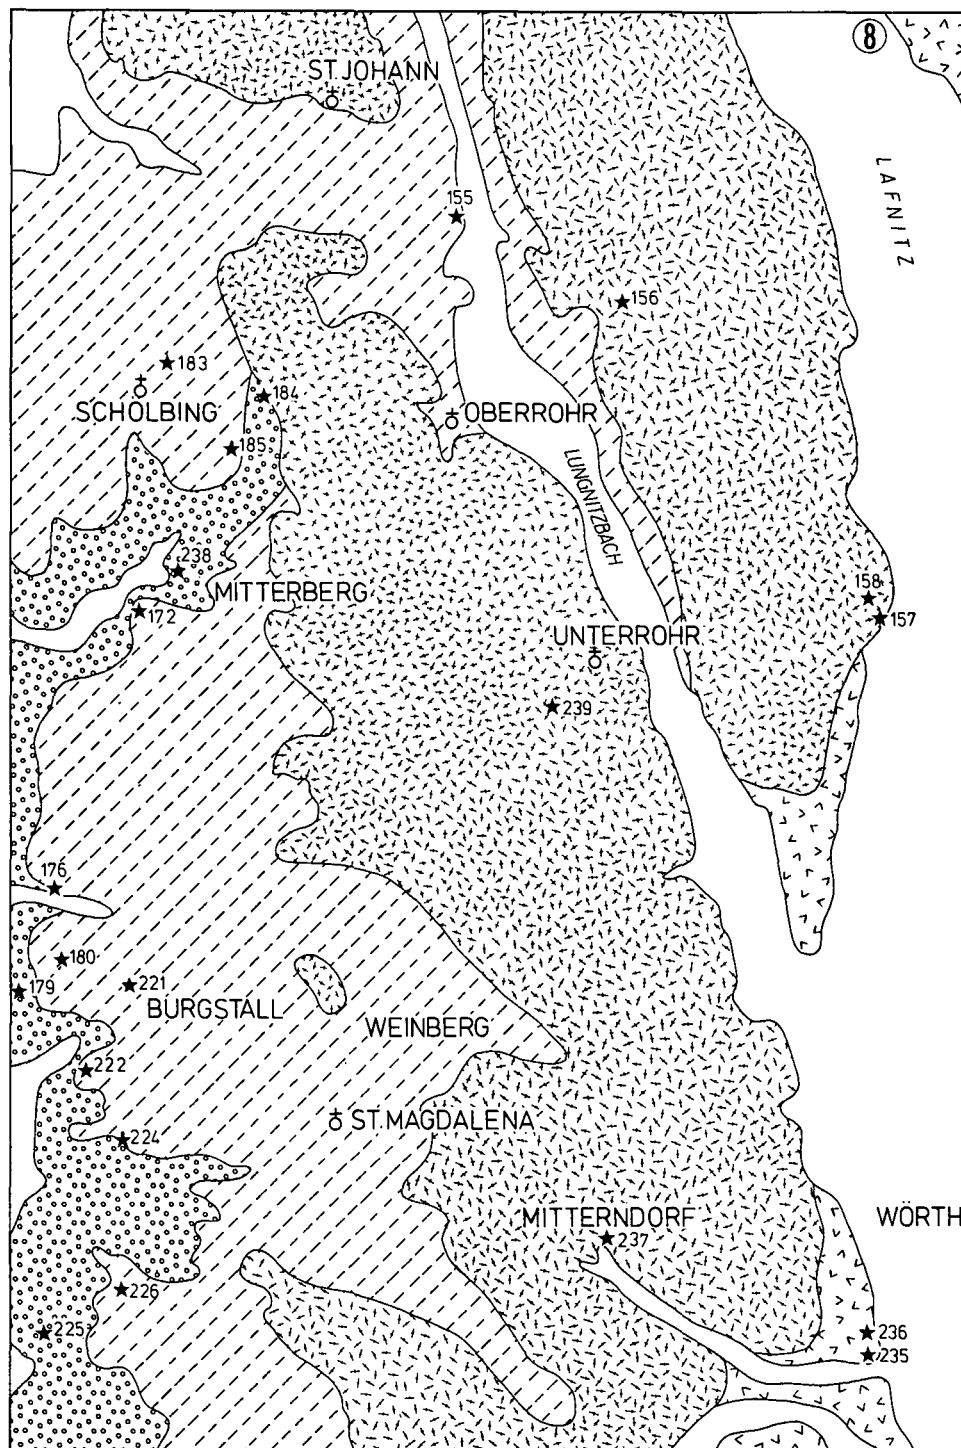 8
ST. JOHANN
LAFNITZ
155
156
183
184
SCHÖLBING
OBERROHR
185
LUNGNITZBACH
238
MITTERBERG
158
172
157
UNTERROHR
239
176
180
179
221
BURGSTALL
WEINBERG
222
ST. MAGDALENA
224
MITTERNDORF
WÖRTH
237
226
225
236
235